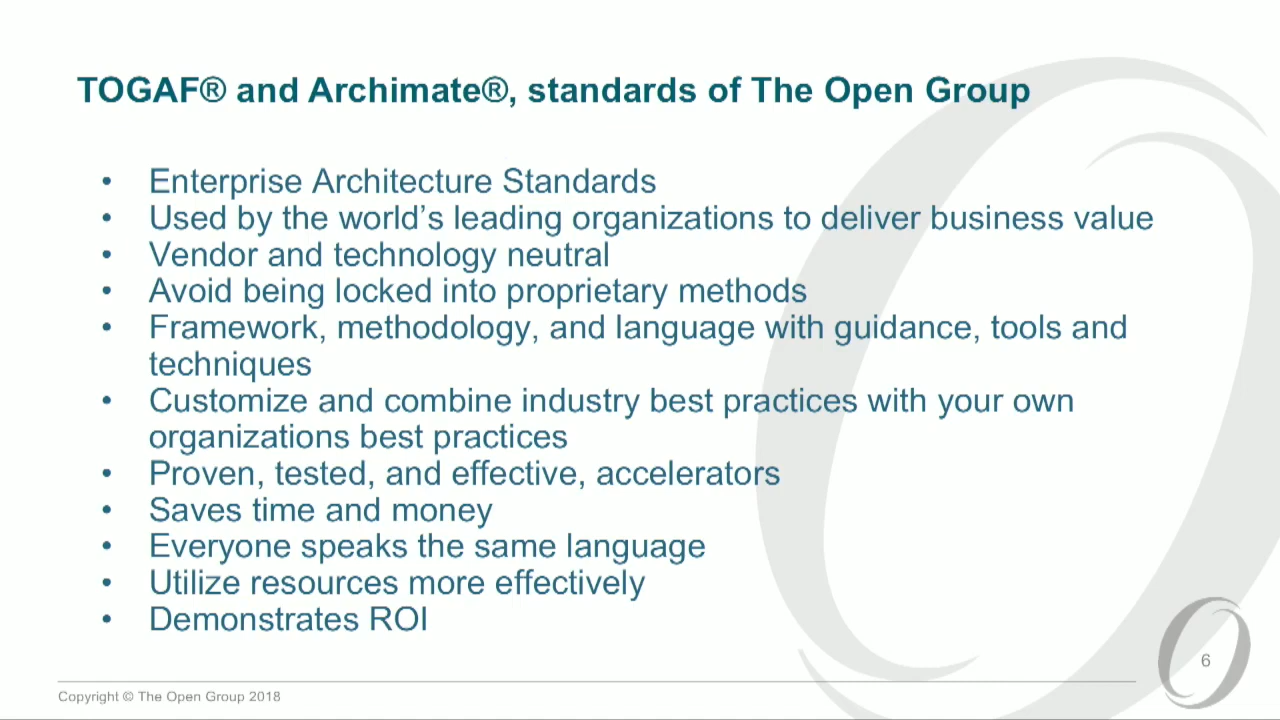 TOGAF® and Archimate®, standards of The Open Group
• Enterprise Architecture Standards
• Used by the world’s leading organizations to deliver business value
• Vendor and technology neutral
• Avoid being locked into proprietary methods
• Framework, methodology, and language with guidance, tools and
techniques
• Customize and combine industry best practices with your own
organizations best practices
• Proven, tested, and effective, accelerators
• Saves time and money
• Everyone speaks the same language
• Utilize resources more effectively
• Demonstrates ROI
6
Copyright © The Open Group 2018